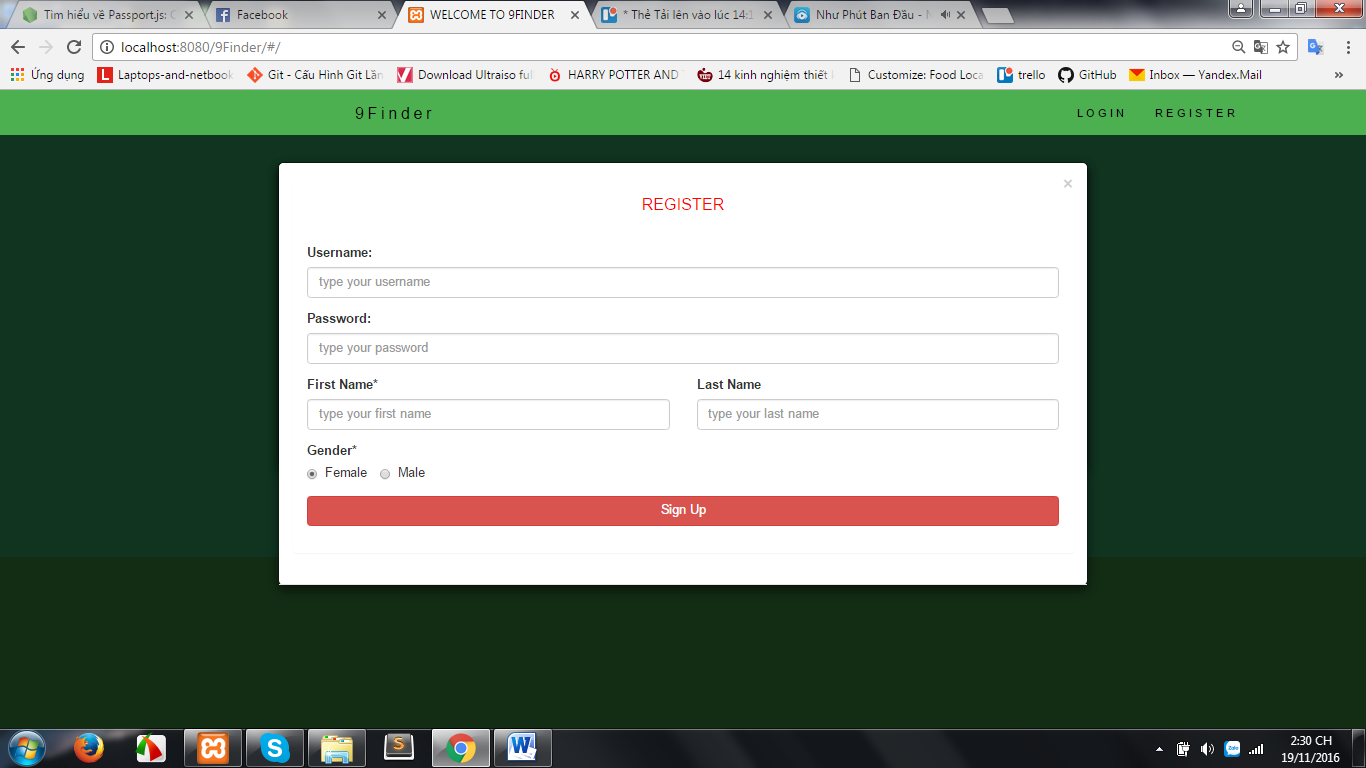 Tìm hiểu về Passport.js: C
Facebook
WELCOME TO 9FINDER
* Thẻ Tải lên vào lúc 14:1
Như Phút Ban Đầu - N
localhost:8080/9Finder/#/
Ứng dụng
Laptops-and-netbook
Git - Cấu Hình Git Lần
Download Ultraiso ful
HARRY POTTER AND
14 kinh nghiệm thiết k
Customize: Food Loca
trello
GitHub
Inbox — Yandex.Mail
»
9Finder
LOGIN
REGISTER
×
REGISTER
Username:
type your username
Password:
type your password
First Name*
Last Name
type your first name
type your last name
Gender*
Female
Male
Sign Up
Zalo
2:30 CH
19/11/2016